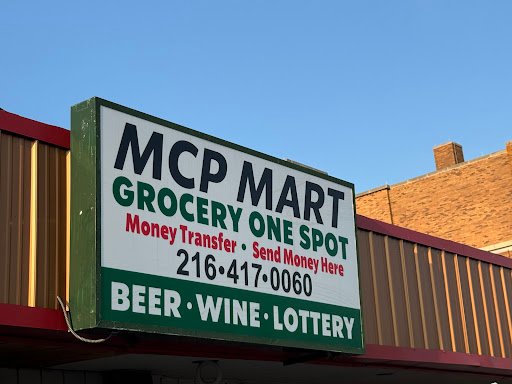 MCP MART
GROCERY ONE SPOT
Money Transfer • Send Money Here
216•417•0060
BEER • WINE • LOTTERY